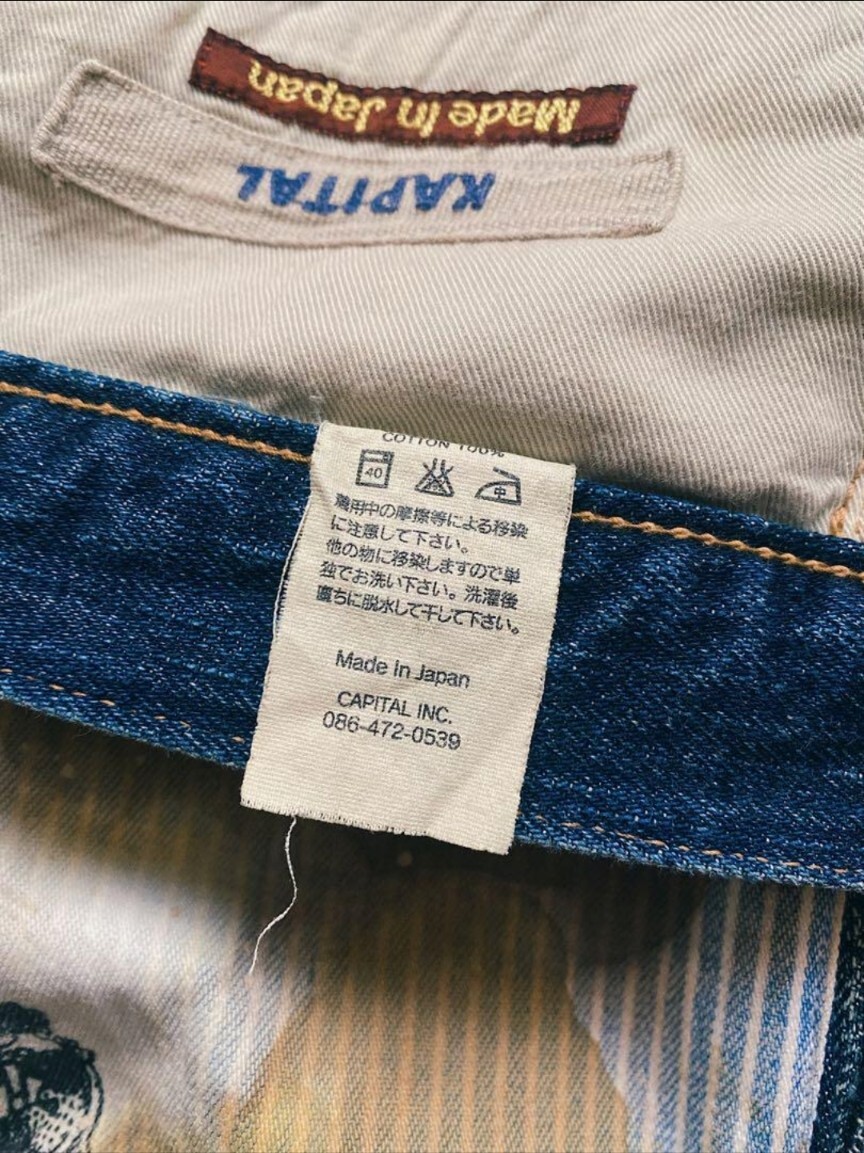 Made In Japan
KAPITAL
COTTON 100%
40
中
着用中の摩擦等による移染
に注意して下さい。
他の物に移染しますので単
独でお洗い下さい。洗濯後
直ちに脱水して干して下さい。
Made In Japan
CAPITAL INC.
086-472-0539